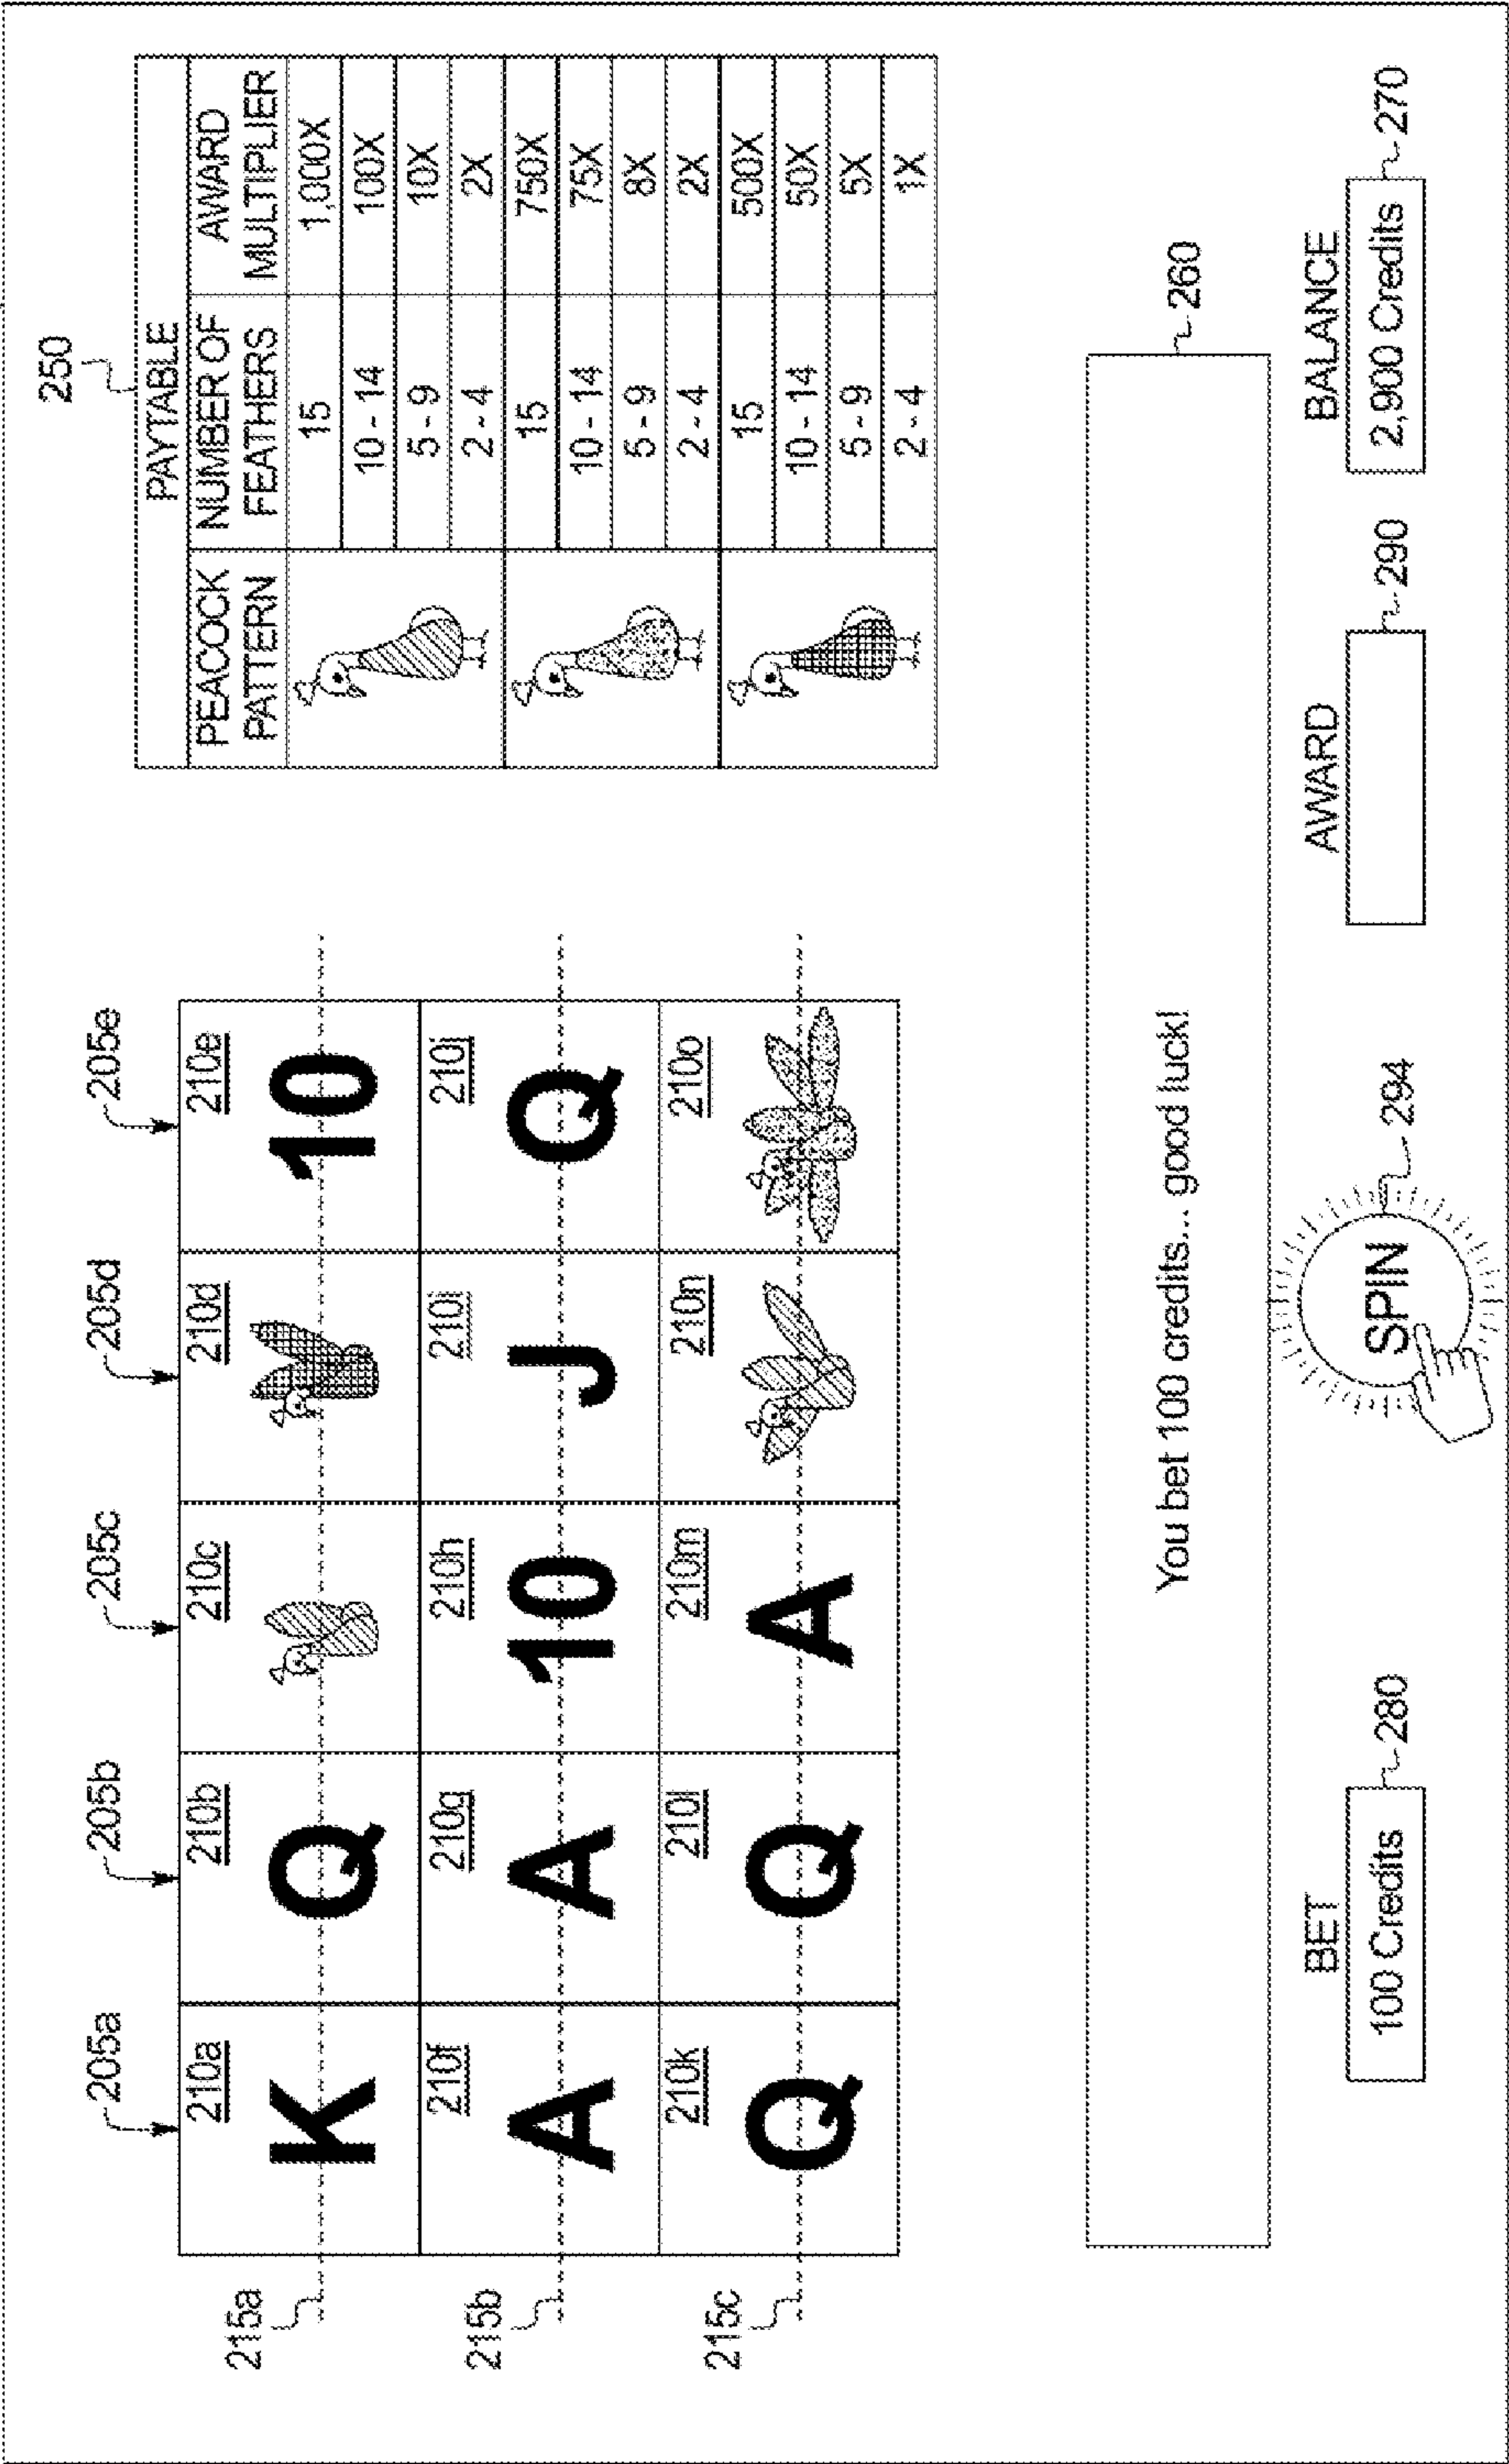 250
PAYTABLE
PEACOCK PATTERN NUMBER OF FEATHERS AWARD MULTIPLIER
15 1,000X
10 - 14 100X
5 - 9 10X
2 - 4 2X
15 750X
10 - 14 75X
5 - 9 8X
2 - 4 2X
15 500X
10 - 14 50X
5 - 9 5X
2 - 4 1X
205a 205b 205c 205d 205e
210a 210b 210c 210d 210e
215a K Q 10
210f 210g 210h 210i 210j
215b A A 10 J Q
210k 210l 210m 210n 210o
215c Q Q A
You bet 100 credits... good luck!
260
BET
100 Credits 280
SPIN 294
AWARD
290
BALANCE
2,900 Credits 270